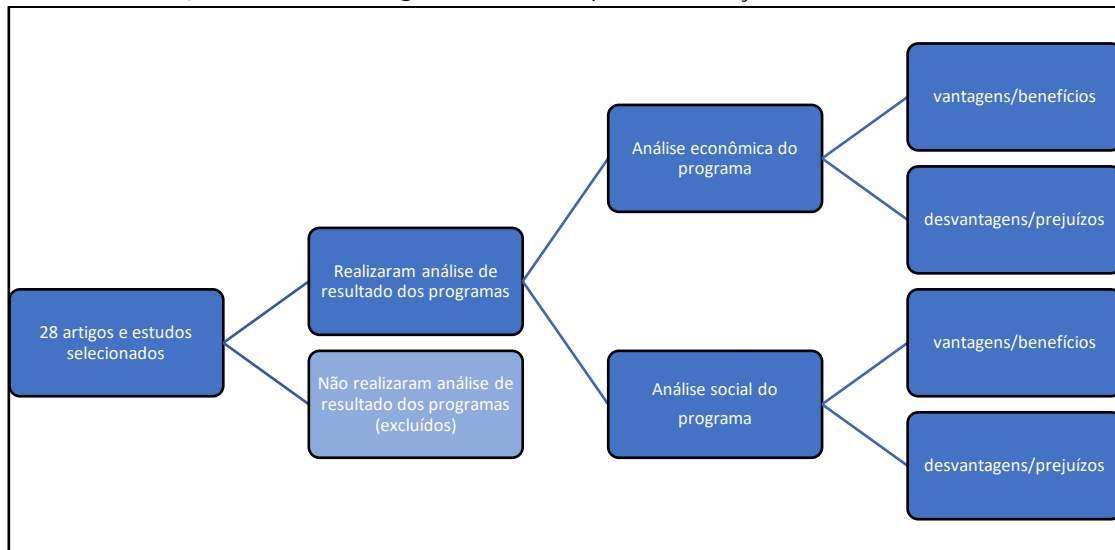 vantagens/benefícios
Análise econômica do
programa
desvantagens/prejuízos
Realizaram análise de
resultado dos programas
28 artigos e estudos
selecionados
Não realizaram análise de
resultado dos programas
(excluídos)
vantagens/benefícios
Análise social do
programa
desvantagens/prejuízos